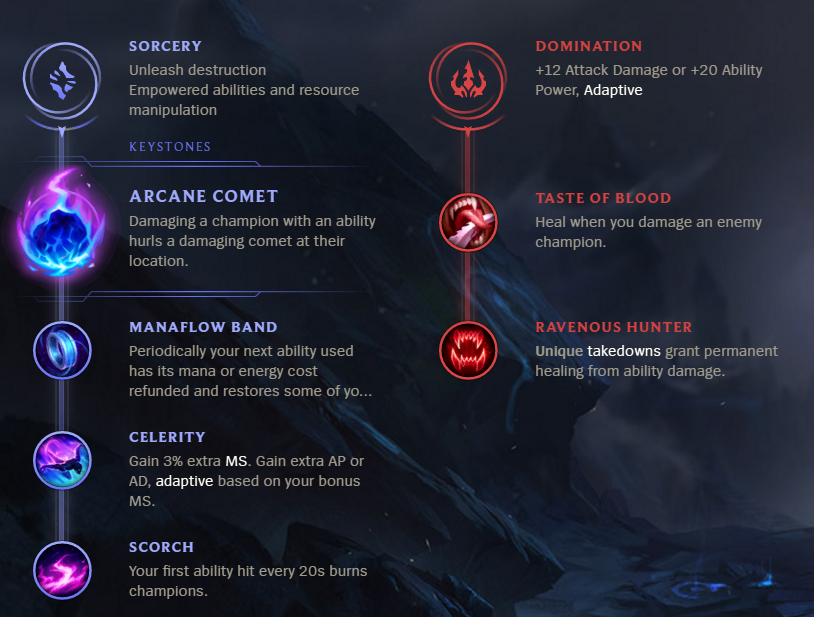 SORCERY
Unleash destruction
Empowered abilities and resource
manipulation
KEYSTONES
ARCANE COMET
Damaging a champion with an ability
hurls a damaging comet at their
location.
MANAFLOW BAND
Periodically your next ability used
has its mana or energy cost
refunded and restores some of yo...
CELERITY
Gain 3% extra MS. Gain extra AP or
AD, adaptive based on your bonus
MS.
SCORCH
Your first ability hit every 20s burns
champions.
DOMINATION
+12 Attack Damage or +20 Ability
Power, Adaptive
TASTE OF BLOOD
Heal when you damage an enemy
champion.
RAVENOUS HUNTER
Unique takedowns grant permanent
healing from ability damage.